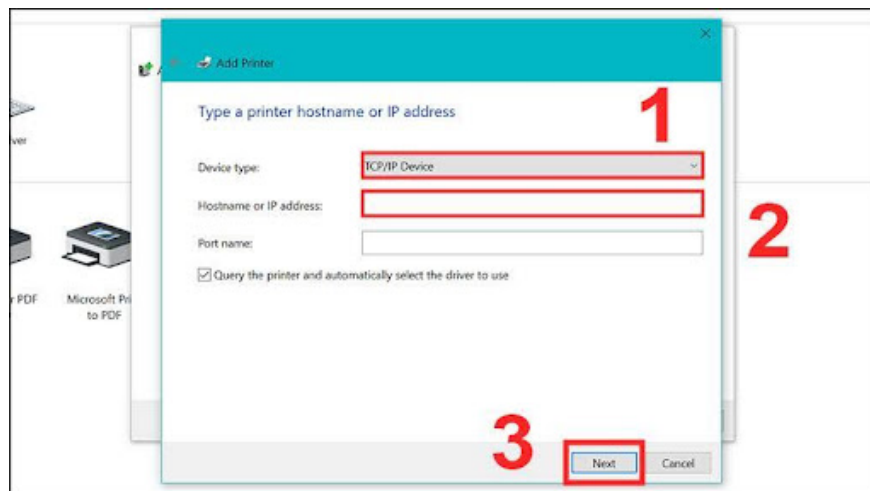 Add Printer
Type a printer hostname or IP address
1
Device type:
TCP/IP Device
Hostname or IP address:
2
Port name:
Query the printer and automatically select the driver to use
ver
r PDF
Microsoft Pri
to PDF
3
Next
Cancel